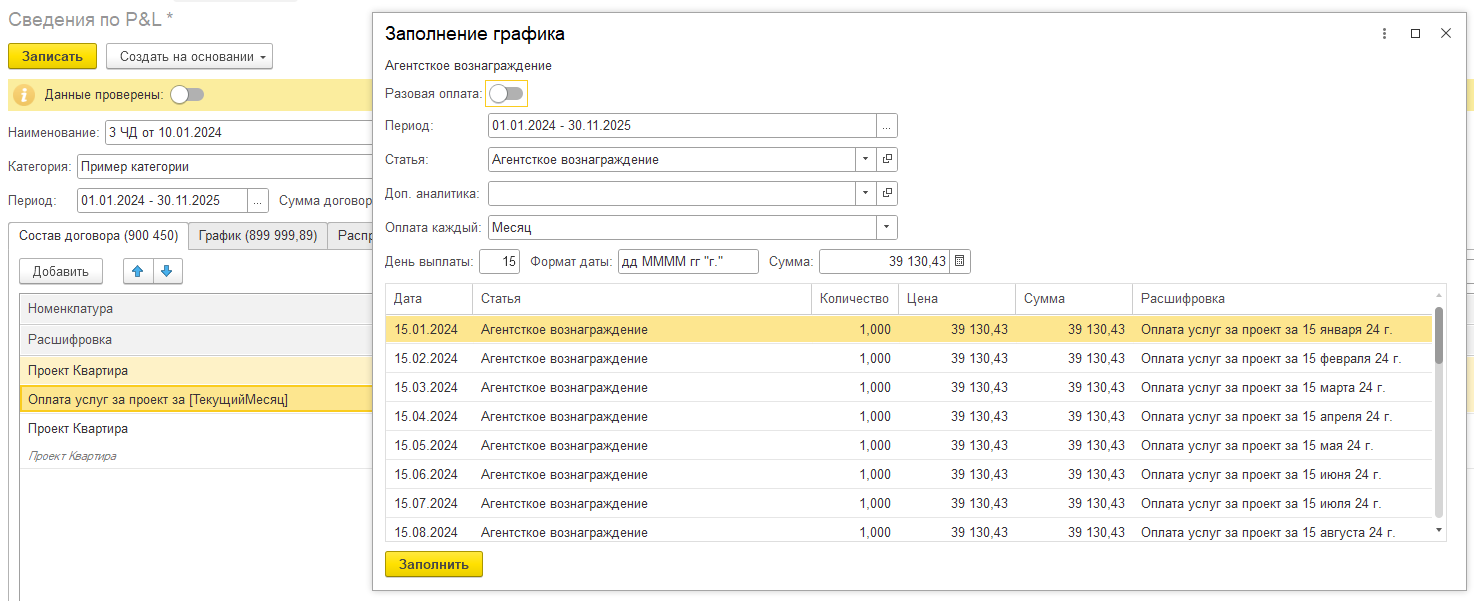 Сведения по P&L *
Записать
Создать на основании
Данные проверены:
Наименование: 3 ЧД от 10.01.2024
Категория: Пример категории
Период: 01.01.2024 - 30.11.2025 ... Сумма договор
Состав договора (900 450) График (899 999,89) Распр
Добавить
Номенклатура
Расшифровка
Проект Квартира
Оплата услуг за проект за [ТекущийМесяц]
Проект Квартира
Проект Квартира
Заполнение графика
Агентсткое вознаграждение
Разовая оплата:
Период: 01.01.2024 - 30.11.2025 ...
Статья: Агентсткое вознаграждение
Доп. аналитика:
Оплата каждый: Месяц
День выплаты: 15 Формат даты: дд ММММ гг "г." Сумма: 39 130,43
Дата Статья Количество Цена Сумма Расшифровка
15.01.2024 Агентсткое вознаграждение 1,000 39 130,43 39 130,43 Оплата услуг за проект за 15 января 24 г.
15.02.2024 Агентсткое вознаграждение 1,000 39 130,43 39 130,43 Оплата услуг за проект за 15 февраля 24 г.
15.03.2024 Агентсткое вознаграждение 1,000 39 130,43 39 130,43 Оплата услуг за проект за 15 марта 24 г.
15.04.2024 Агентсткое вознаграждение 1,000 39 130,43 39 130,43 Оплата услуг за проект за 15 апреля 24 г.
15.05.2024 Агентсткое вознаграждение 1,000 39 130,43 39 130,43 Оплата услуг за проект за 15 мая 24 г.
15.06.2024 Агентсткое вознаграждение 1,000 39 130,43 39 130,43 Оплата услуг за проект за 15 июня 24 г.
15.07.2024 Агентсткое вознаграждение 1,000 39 130,43 39 130,43 Оплата услуг за проект за 15 июля 24 г.
15.08.2024 Агентсткое вознаграждение 1,000 39 130,43 39 130,43 Оплата услуг за проект за 15 августа 24 г.
Заполнить